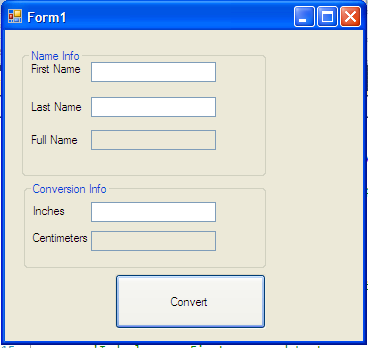 Form1
Name Info
First Name
Last Name
Full Name
Conversion Info
Inches
Centimeters
Convert